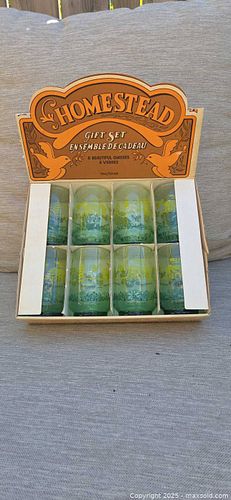 HOMESTEAD
GIFT SET
ENSEMBLE DE CADEAU
8 BEAUTIFUL GLASSES
8 VERRES
Copyright © 2025 - maxsold.com